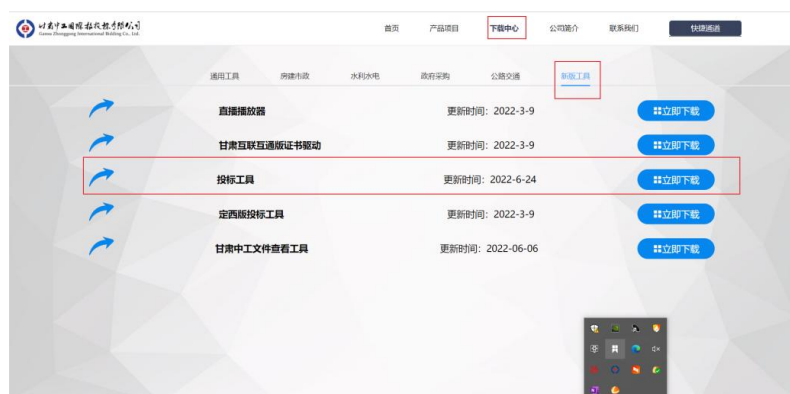 甘肃中工国际招投标有限公司
Gansu Zhonggong International Bidding Co., Ltd.
首页 产品项目 下载中心 公司简介 联系我们 快捷通道
通用工具 房建市政 水利水电 政府采购 公路交通 新版工具
直播播放器 更新时间：2022-3-9 立即下载
甘肃互联互通版证书驱动 更新时间：2022-3-9 立即下载
投标工具 更新时间：2022-6-24 立即下载
定西版投标工具 更新时间：2022-3-9 立即下载
甘肃中工文件查看工具 更新时间：2022-06-06 立即下载